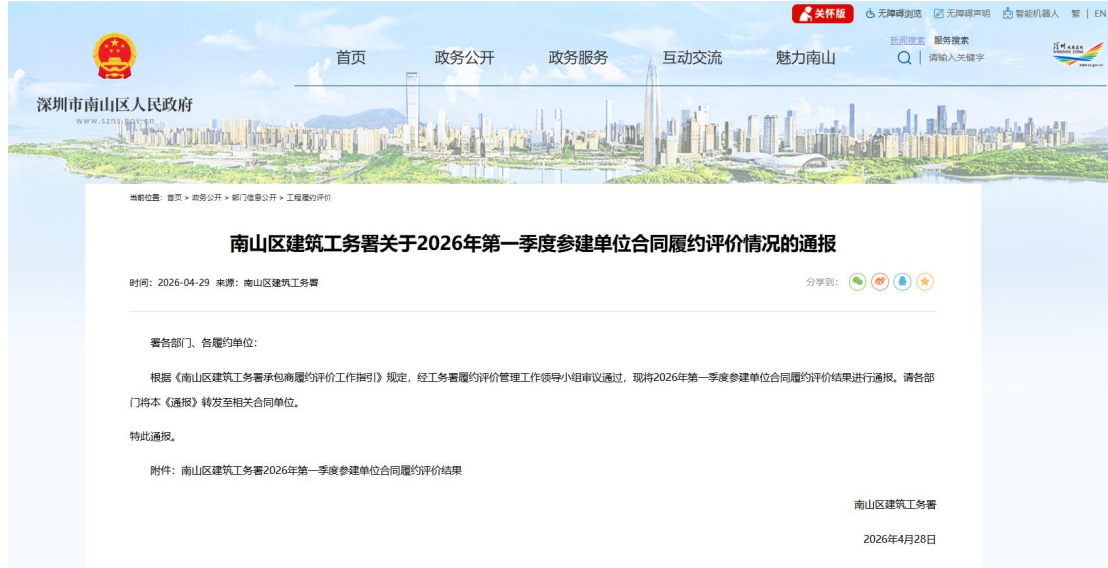 关怀版 无障碍浏览 无障碍声明 智能机器人 繁 | EN
新闻搜索 服务搜索
首页 政务公开 政务服务 互动交流 魅力南山 请输入关键字
深圳市南山区人民政府
www.szns.gov.cn
当前位置：首页 > 政务公开 > 部门信息公开 > 工程履约评价
南山区建筑工务署关于2026年第一季度参建单位合同履约评价情况的通报
时间：2026-04-29 来源：南山区建筑工务署 分享到：
署各部门、各履约单位：
根据《南山区建筑工务署承包商履约评价工作指引》规定，经工务署履约评价管理工作领导小组审议通过，现将2026年第一季度参建单位合同履约评价结果进行通报。请各部
门将本《通报》转发至相关合同单位。
特此通报。
附件：南山区建筑工务署2026年第一季度参建单位合同履约评价结果
南山区建筑工务署
2026年4月28日